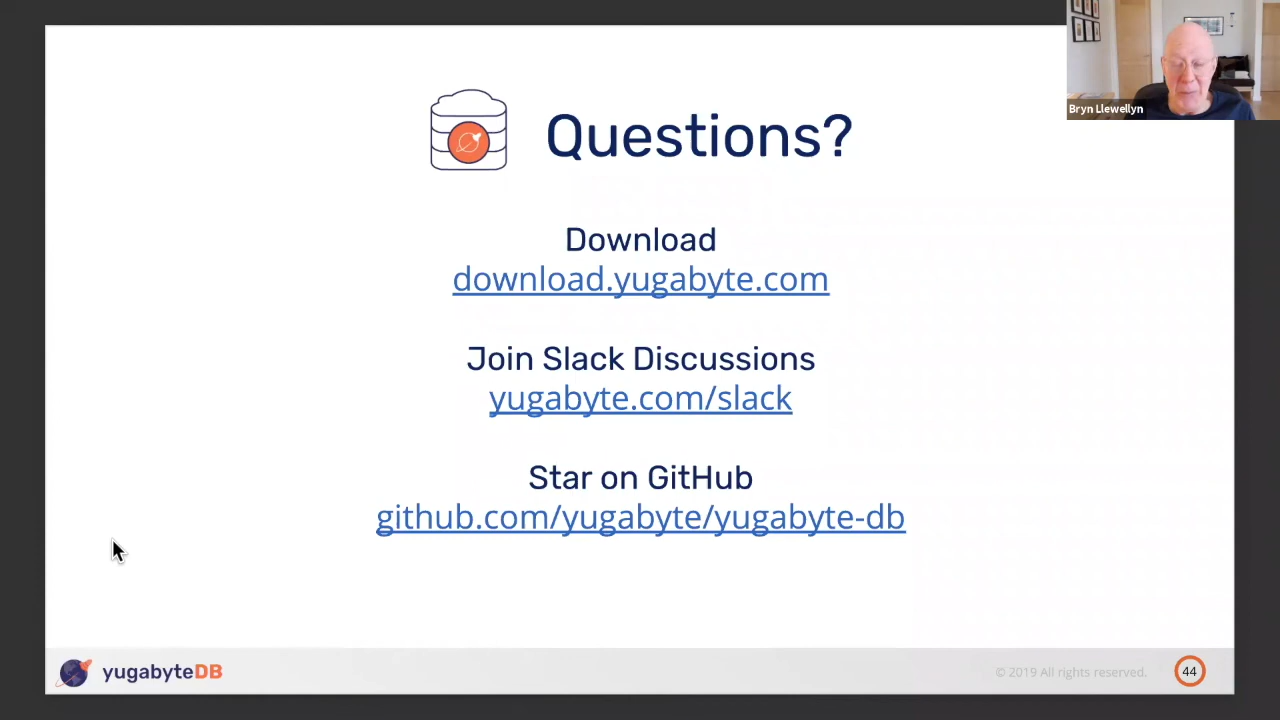 Bryn Llewellyn
Questions?
Download
download.yugabyte.com
Join Slack Discussions
yugabyte.com/slack
Star on GitHub
github.com/yugabyte/yugabyte-db
yugabyteDB
© 2019 All rights reserved.
44